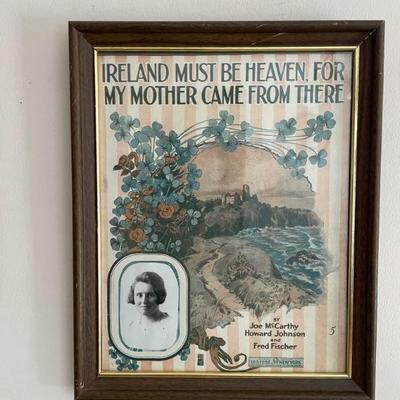 IRELAND MUST BE HEAVEN, FOR
MY MOTHER CAME FROM THERE
BY
Joe McCarthy
Howard Johnson
and
Fred Fischer
5